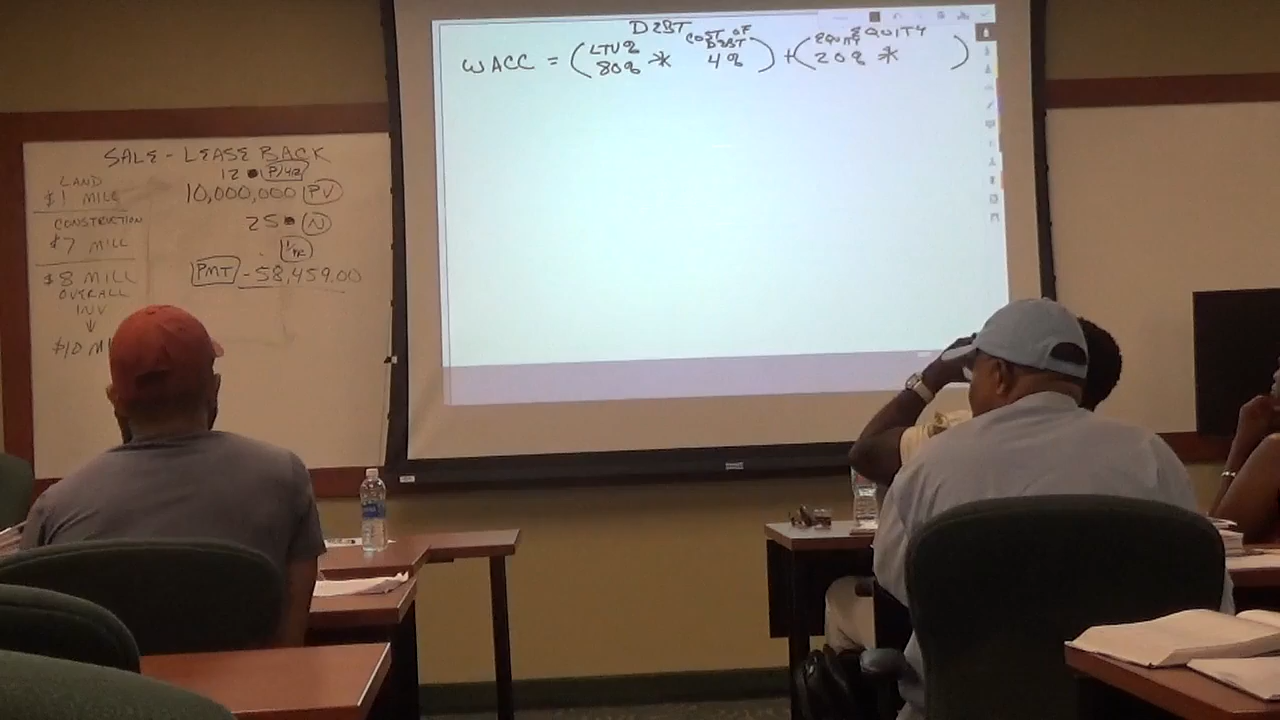 DEBT
EQUITY
LTV% COST OF DEBT EQUITY
WACC = ( 80% * 4% ) + ( 20% * )
SALE - LEASE BACK
LAND
$1 MILL
CONSTRUCTION
$7 MILL
$8 MILL
OVERALL
INV
↓
$10 M
12 P/YR
10,000,000 PV
25 N
PMT -58,459.00